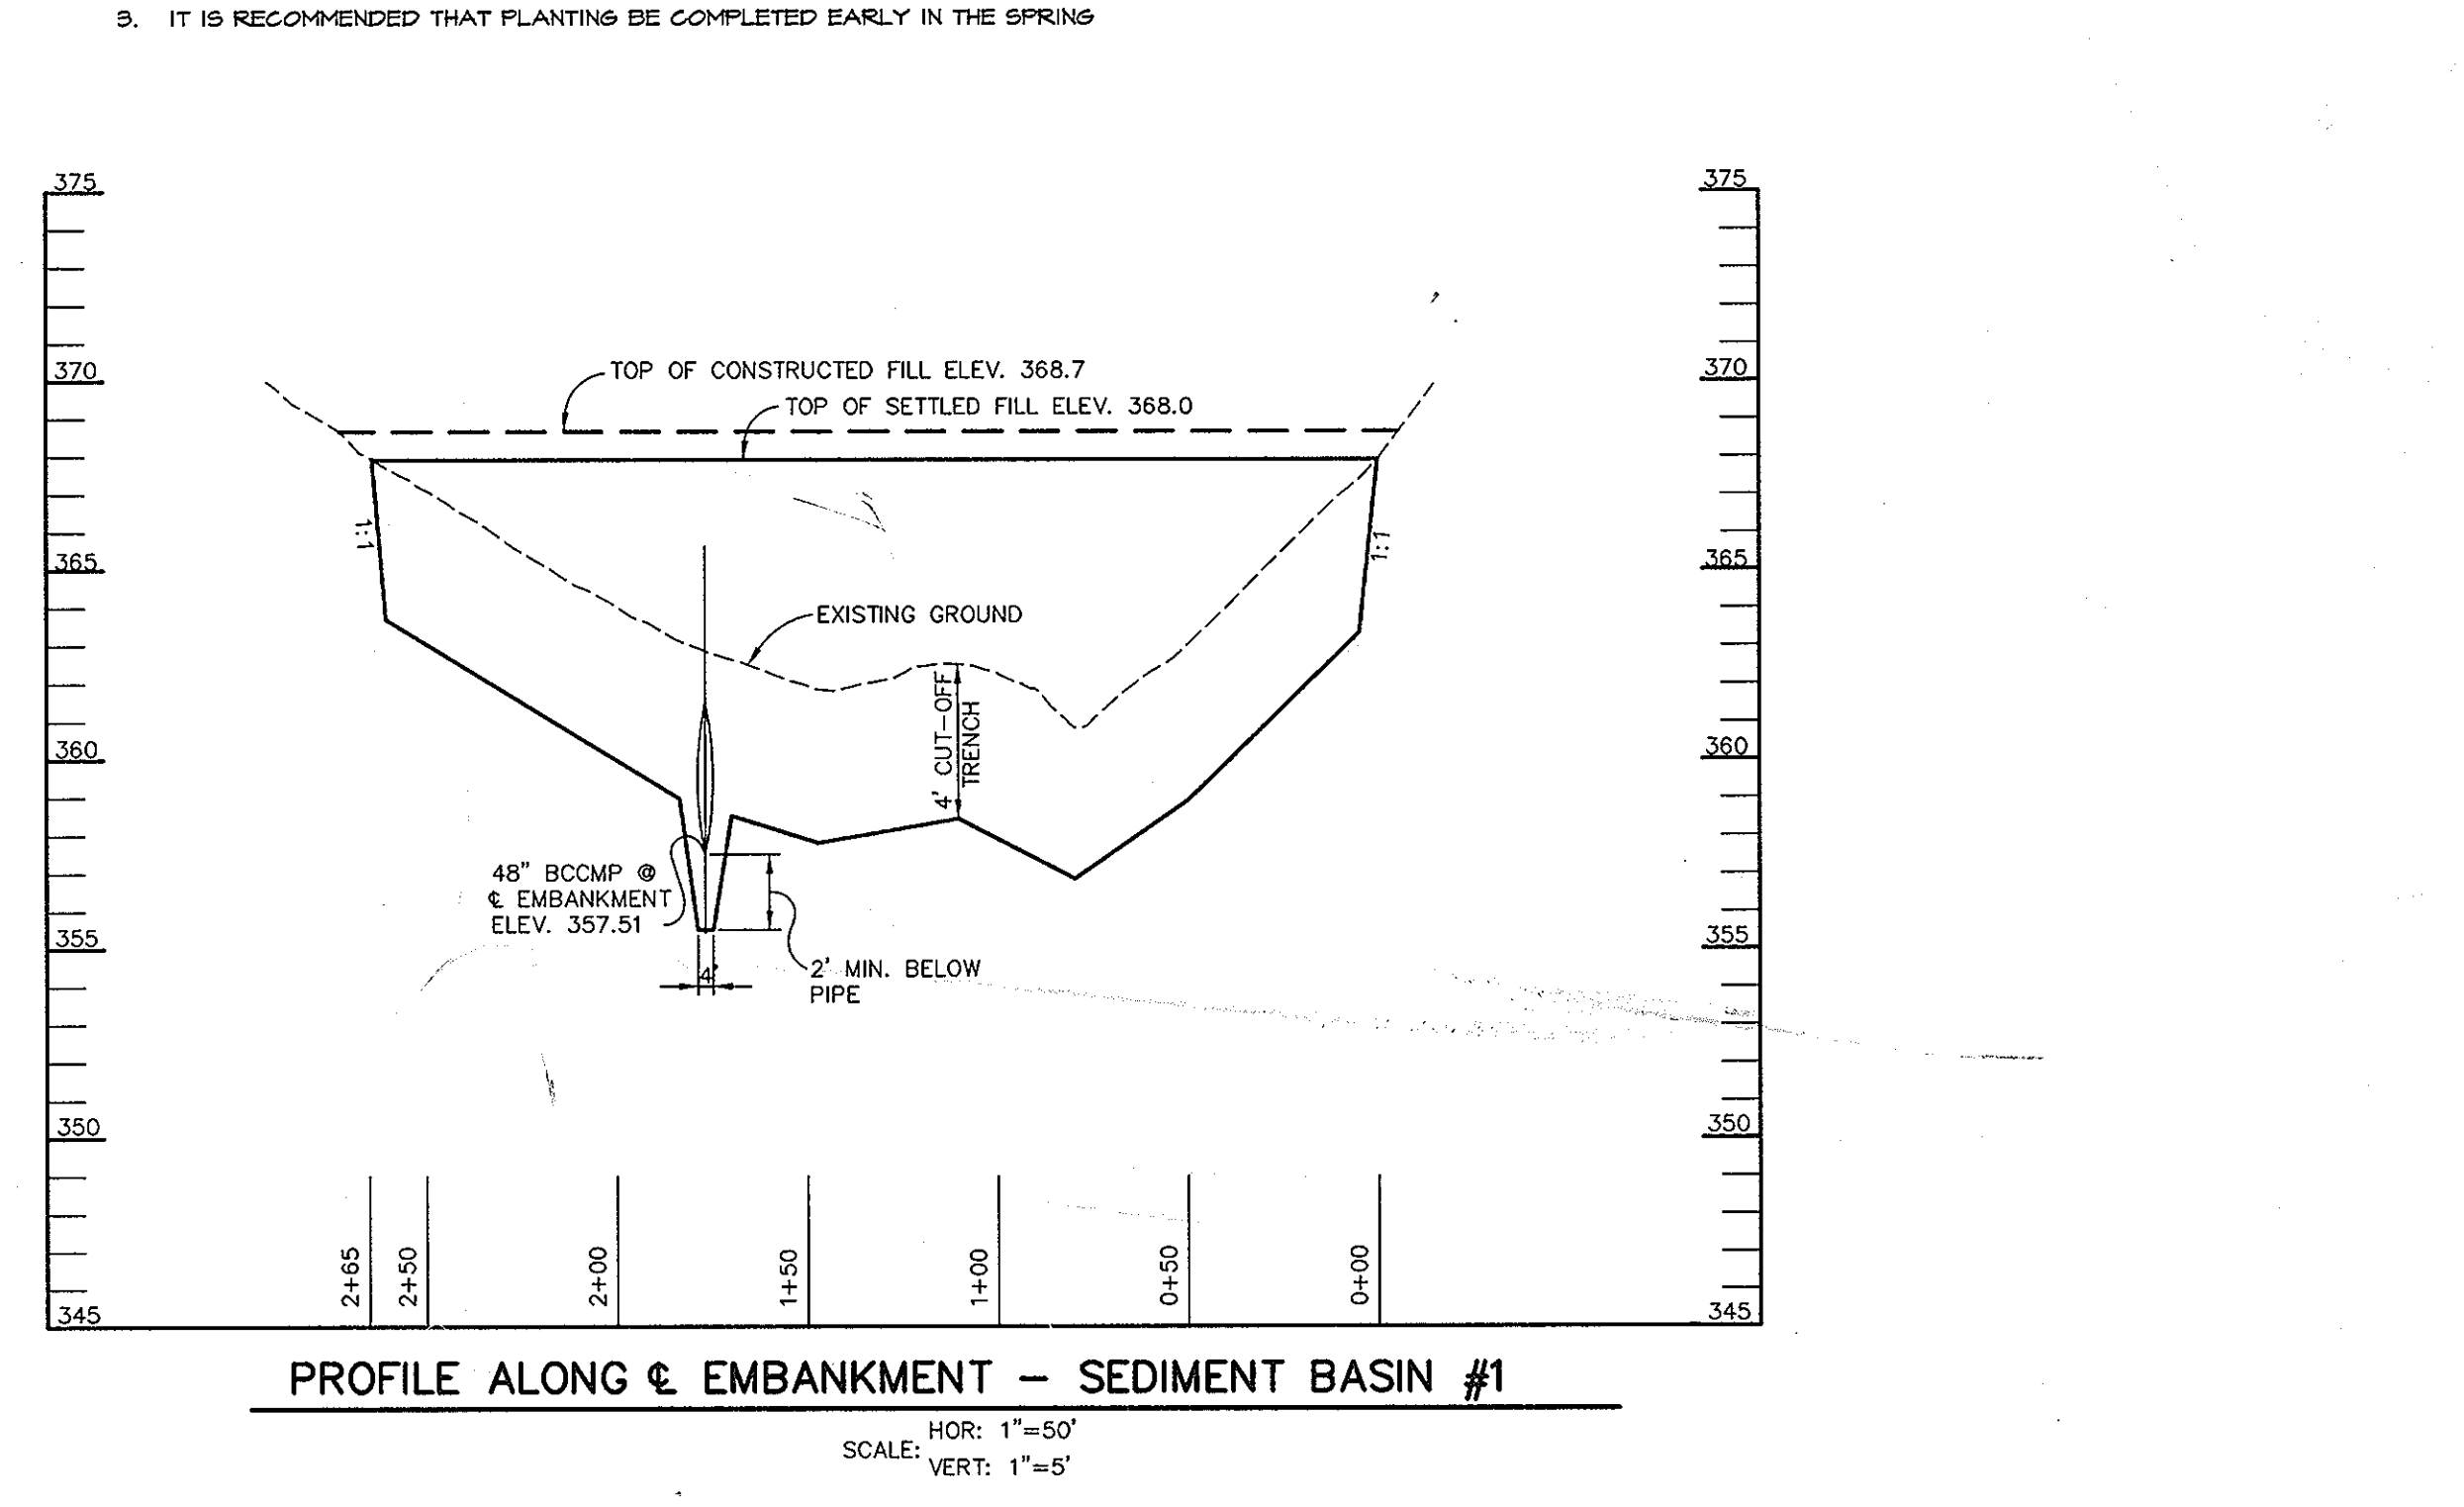 3. IT IS RECOMMENDED THAT PLANTING BE COMPLETED EARLY IN THE SPRING
375
375
370
370
TOP OF CONSTRUCTED FILL ELEV. 368.7
TOP OF SETTLED FILL ELEV. 368.0
1:1
1:1
365
365
EXISTING GROUND
4' CUT-OFF
TRENCH
360
360
48" BCCMP @
℄ EMBANKMENT
ELEV. 357.51
355
355
4'
2' MIN. BELOW
PIPE
350
350
2+65
2+50
2+00
1+50
1+00
0+50
0+00
345
345
PROFILE ALONG ℄ EMBANKMENT – SEDIMENT BASIN #1
SCALE:
HOR: 1"=50'
VERT: 1"=5'